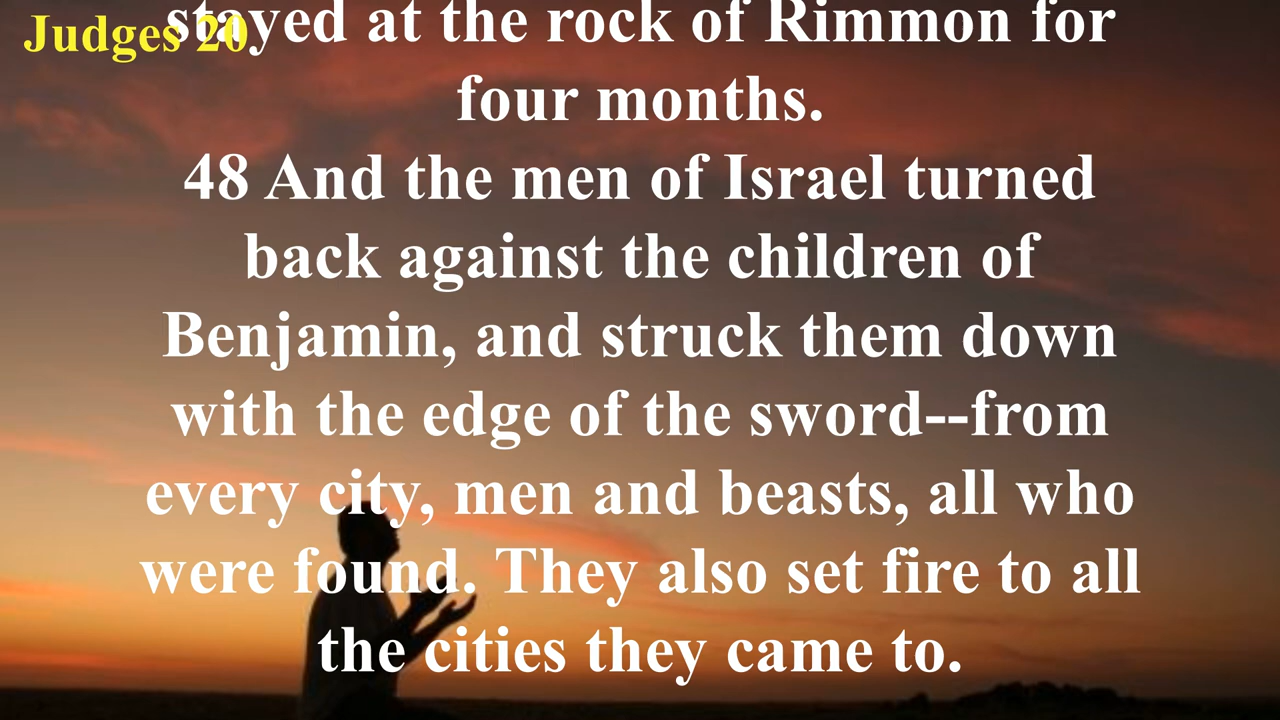 Judges 20
stayed at the rock of Rimmon for
four months.
48 And the men of Israel turned
back against the children of
Benjamin, and struck them down
with the edge of the sword--from
every city, men and beasts, all who
were found. They also set fire to all
the cities they came to.